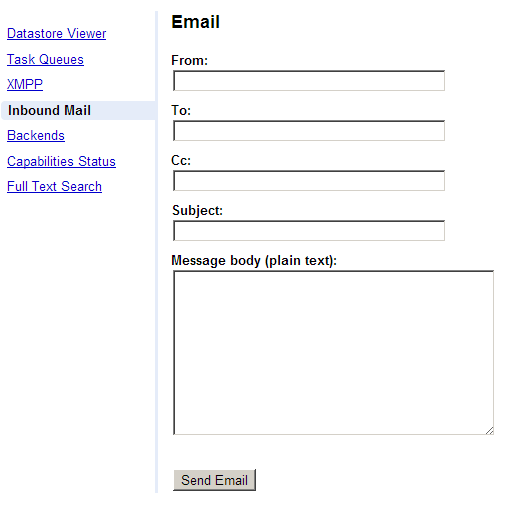 Datastore Viewer
Task Queues
XMPP
Inbound Mail
Backends
Capabilities Status
Full Text Search
Email
From:
To:
Cc:
Subject:
Message body (plain text):
Send Email